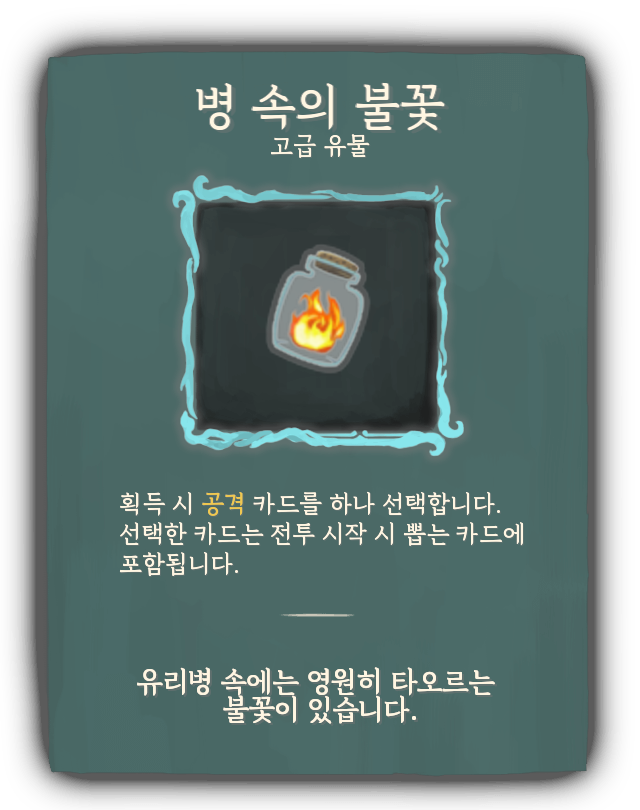 병 속의 불꽃
고급 유물
획득 시 공격 카드를 하나 선택합니다.
선택한 카드는 전투 시작 시 뽑는 카드에
포함됩니다.
유리병 속에는 영원히 타오르는
불꽃이 있습니다.